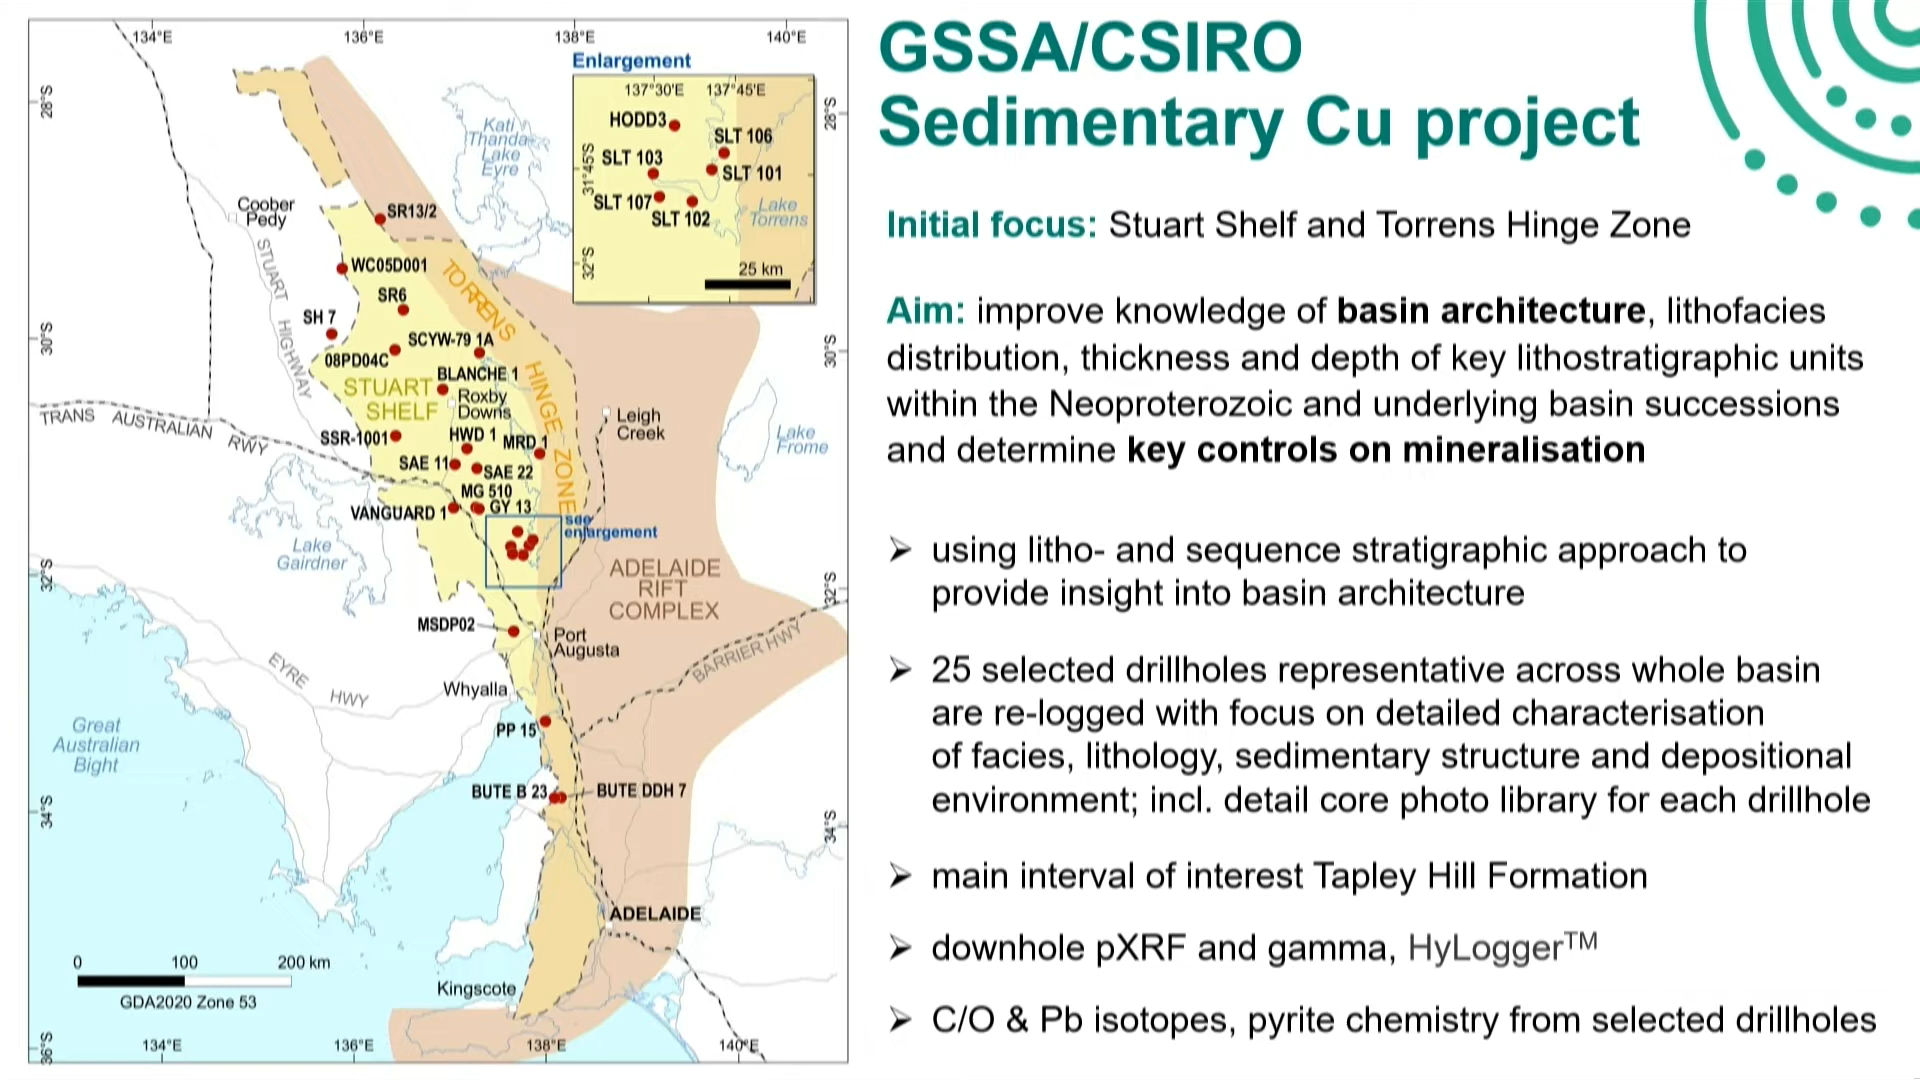 134°E
136°E
138°E
140°E
Enlargement
137°30'E
137°45'E
HODD3
SLT 106
SLT 103
SLT 101
SLT 107
SLT 102
Lake
Torrens
31°45'S
32°S
25 km
28°S
28°S
Kati
Thanda-
Lake
Eyre
Coober
Pedy
SR13/2
STUART HIGHWAY
WC05D001
TORRENS HINGE ZONE
SR6
SH 7
30°S
30°S
SCYW-79 1A
08PD04C
BLANCHE 1
STUART
SHELF
Roxby
Downs
Leigh
Creek
TRANS AUSTRALIAN RWY
SSR-1001
HWD 1
MRD 1
Lake
Frome
SAE 11
SAE 22
MG 510
VANGUARD 1
GY 13
see
enlargement
Lake
Gairdner
ADELAIDE
RIFT
COMPLEX
32°S
32°S
MSDP02
Port
Augusta
BARRIER HWY
EYRE HWY
Whyalla
PP 15
Great
Australian
Bight
BUTE B 23
BUTE DDH 7
34°S
34°S
ADELAIDE
0 100 200 km
GDA2020 Zone 53
Kingscote
36°S
134°E
136°E
138°E
140°E
GSSA/CSIRO
Sedimentary Cu project
Initial focus: Stuart Shelf and Torrens Hinge Zone
Aim: improve knowledge of basin architecture, lithofacies
distribution, thickness and depth of key lithostratigraphic units
within the Neoproterozoic and underlying basin successions
and determine key controls on mineralisation
➢ using litho- and sequence stratigraphic approach to
provide insight into basin architecture
➢ 25 selected drillholes representative across whole basin
are re-logged with focus on detailed characterisation
of facies, lithology, sedimentary structure and depositional
environment; incl. detail core photo library for each drillhole
➢ main interval of interest Tapley Hill Formation
➢ downhole pXRF and gamma, HyLogger™
➢ C/O & Pb isotopes, pyrite chemistry from selected drillholes